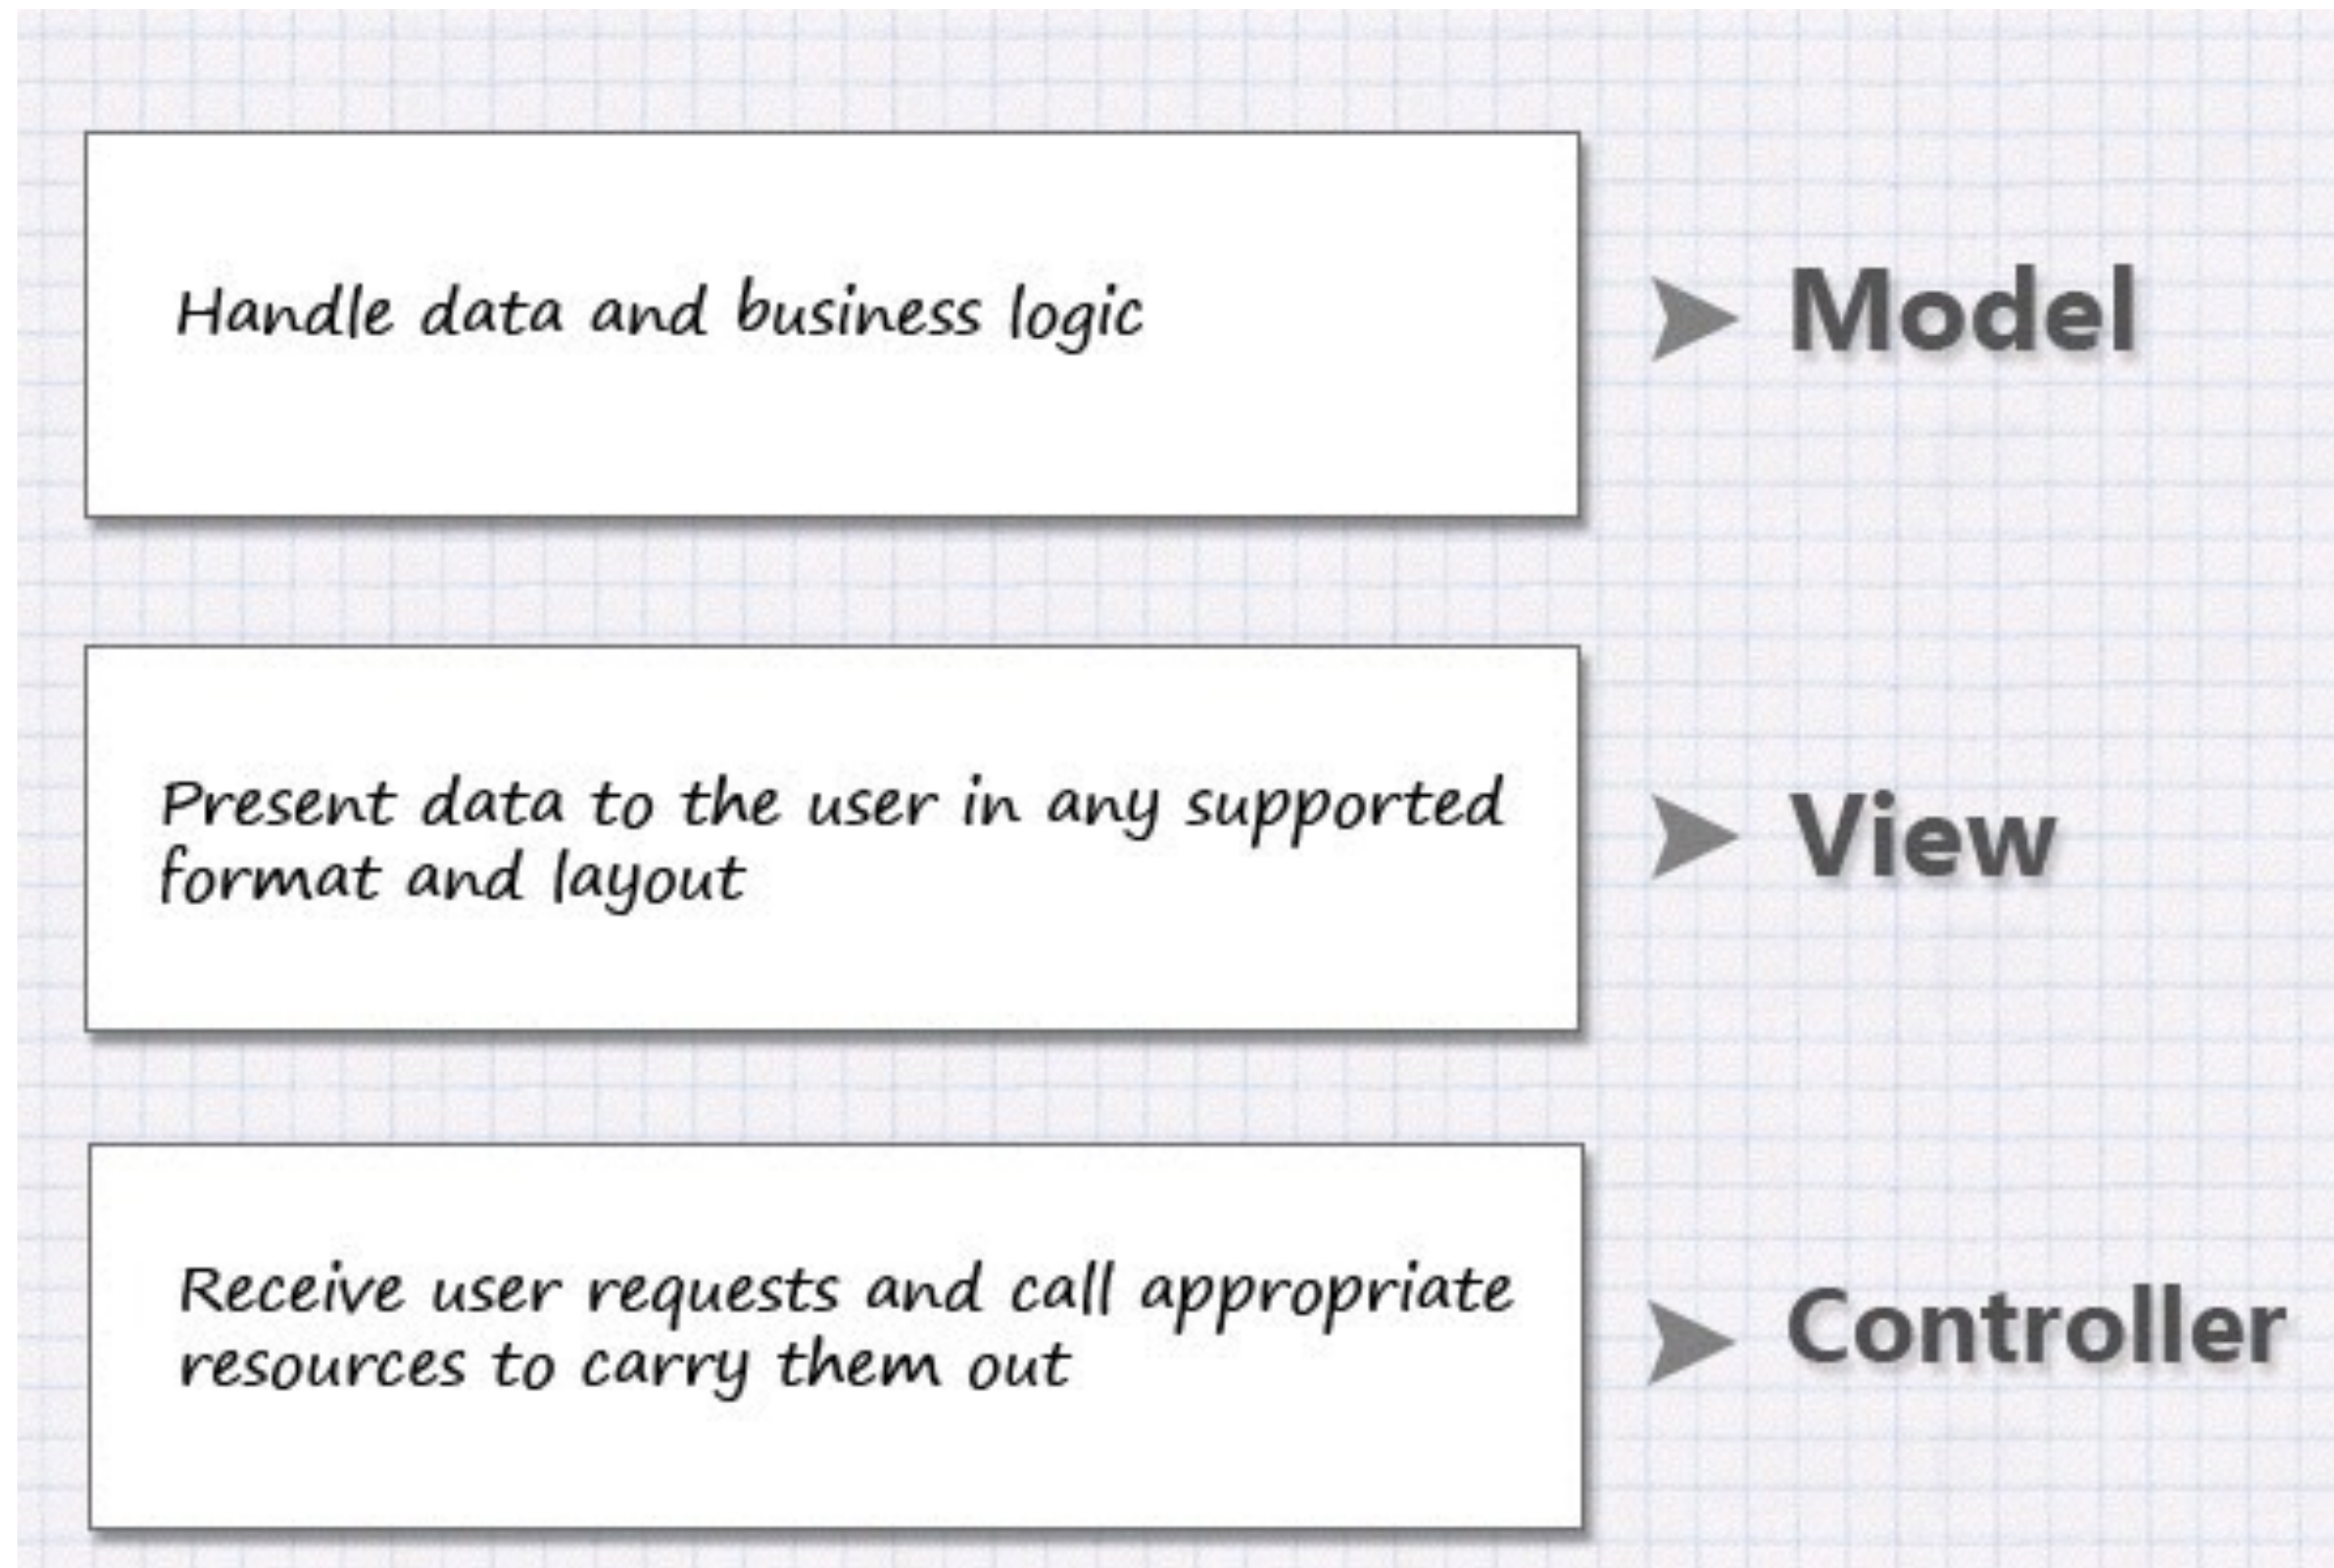 Handle data and business logic
Model
Present data to the user in any supported
format and layout
View
Receive user requests and call appropriate
resources to carry them out
Controller